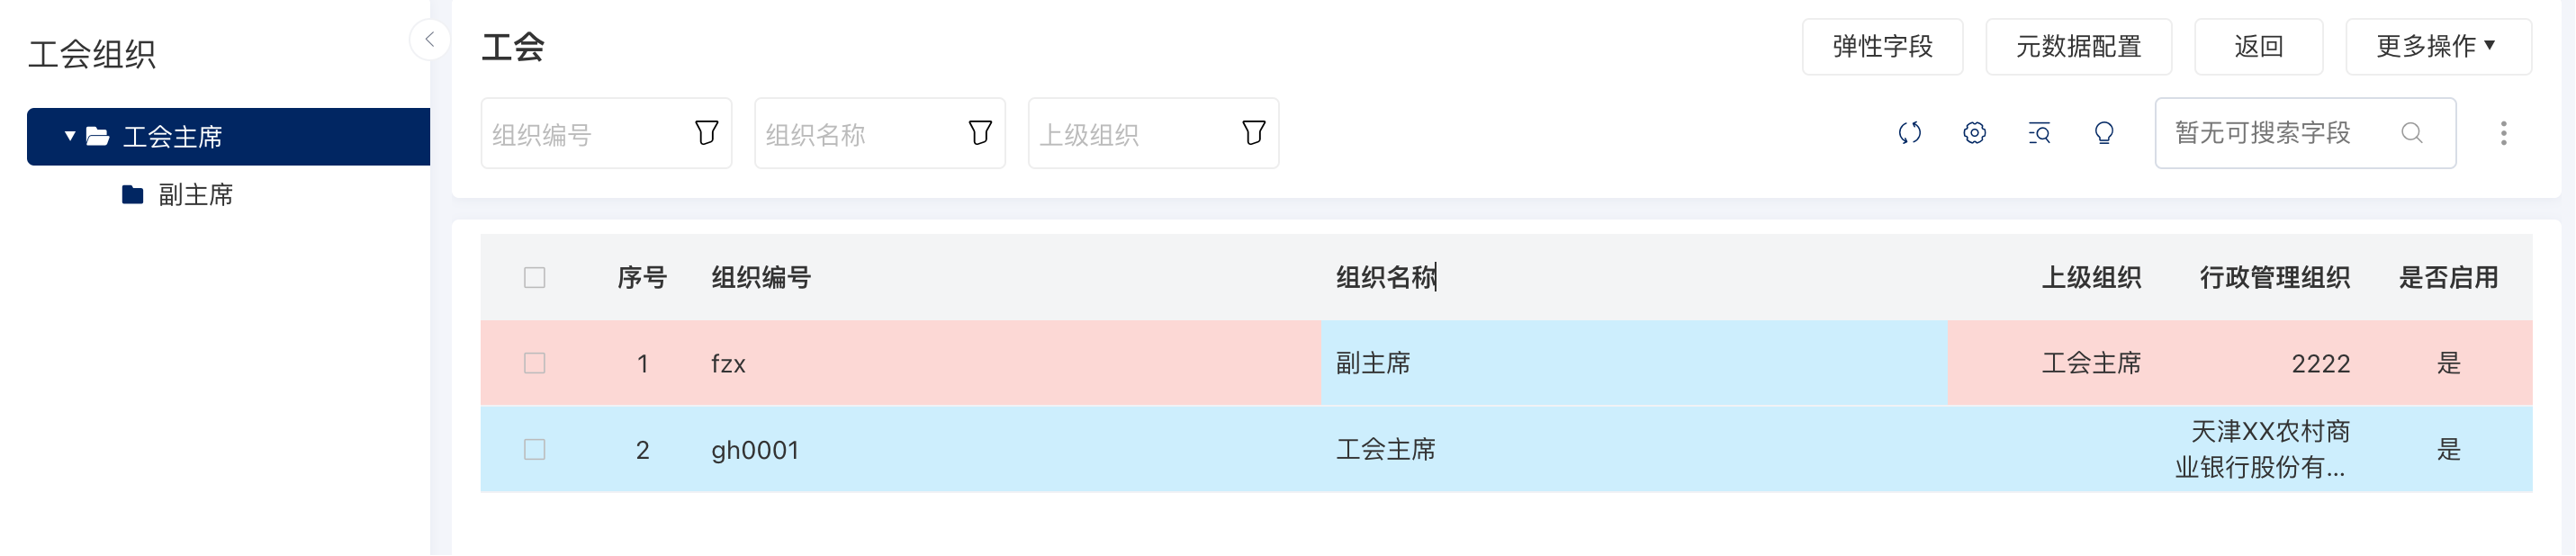 工会组织
工会主席
副主席
工会
弹性字段 元数据配置 返回 更多操作
组织编号 组织名称 上级组织 暂无可搜索字段
序号 组织编号 组织名称 上级组织 行政管理组织 是否启用
1 fzx 副主席 工会主席 2222 是
2 gh0001 工会主席 天津XX农村商 是
业银行股份有...